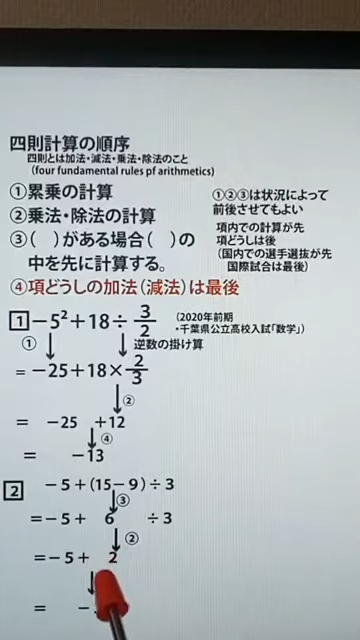 四則計算の順序
四則とは加法・減法・乗法・除法のこと
(four fundamental rules pf arithmetics)
①累乗の計算
②乗法・除法の計算
③( )がある場合( )の
中を先に計算する。
①②③は状況によって
前後させてもよい
項内での計算が先
項どうしは後
(国内での選手選抜が先
国際試合は最後)
④項どうしの加法(減法)は最後
1 −5²+18÷3/2
(2020年前期
・千葉県公立高校入試「数学」)
① 逆数の掛け算
= −25+18×2/3
②
= −25 +12
④
= −13
2 −5+(15−9)÷3
③
=−5+ 6 ÷3
②
=−5+ 2
= −